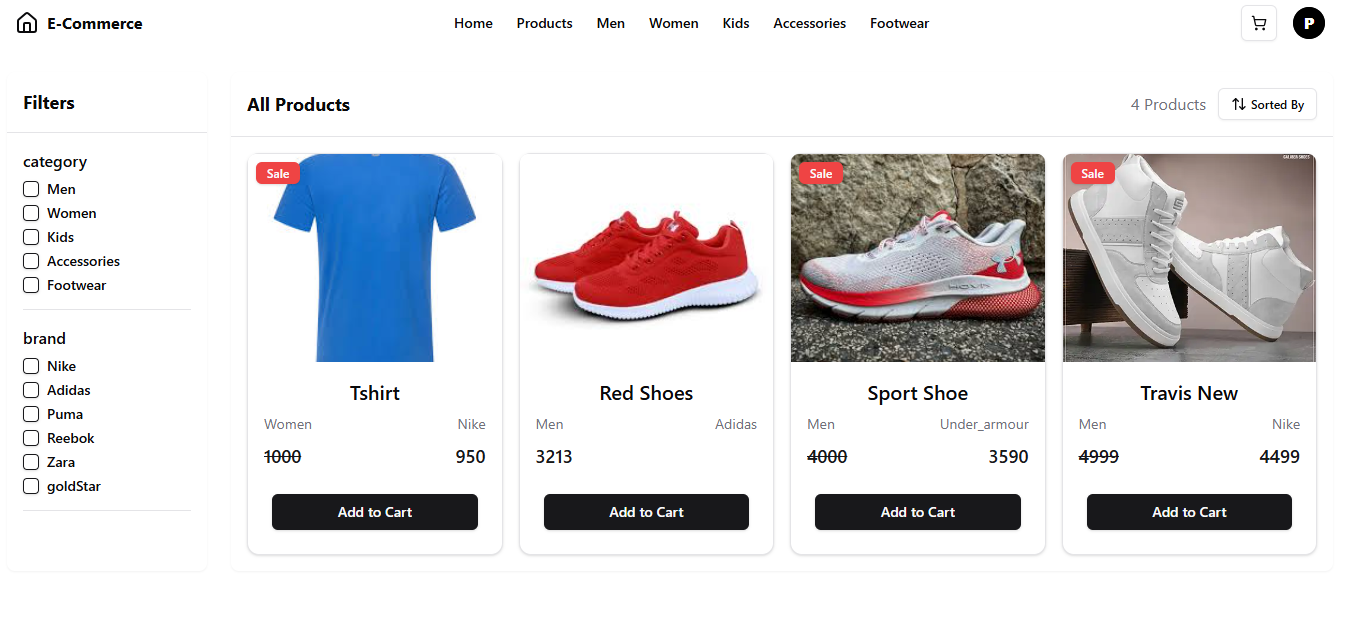 E-Commerce
Home Products Men Women Kids Accessories Footwear
P
Filters
category
Men
Women
Kids
Accessories
Footwear
brand
Nike
Adidas
Puma
Reebok
Zara
goldStar
All Products
4 Products
Sorted By
Sale
Tshirt
Women Nike
1000 950
Add to Cart
Red Shoes
Men Adidas
3213
Add to Cart
Sale
HOVR
Sport Shoe
Men Under_armour
4000 3590
Add to Cart
Sale
CALIBER SHOES
Travis New
Men Nike
4999 4499
Add to Cart